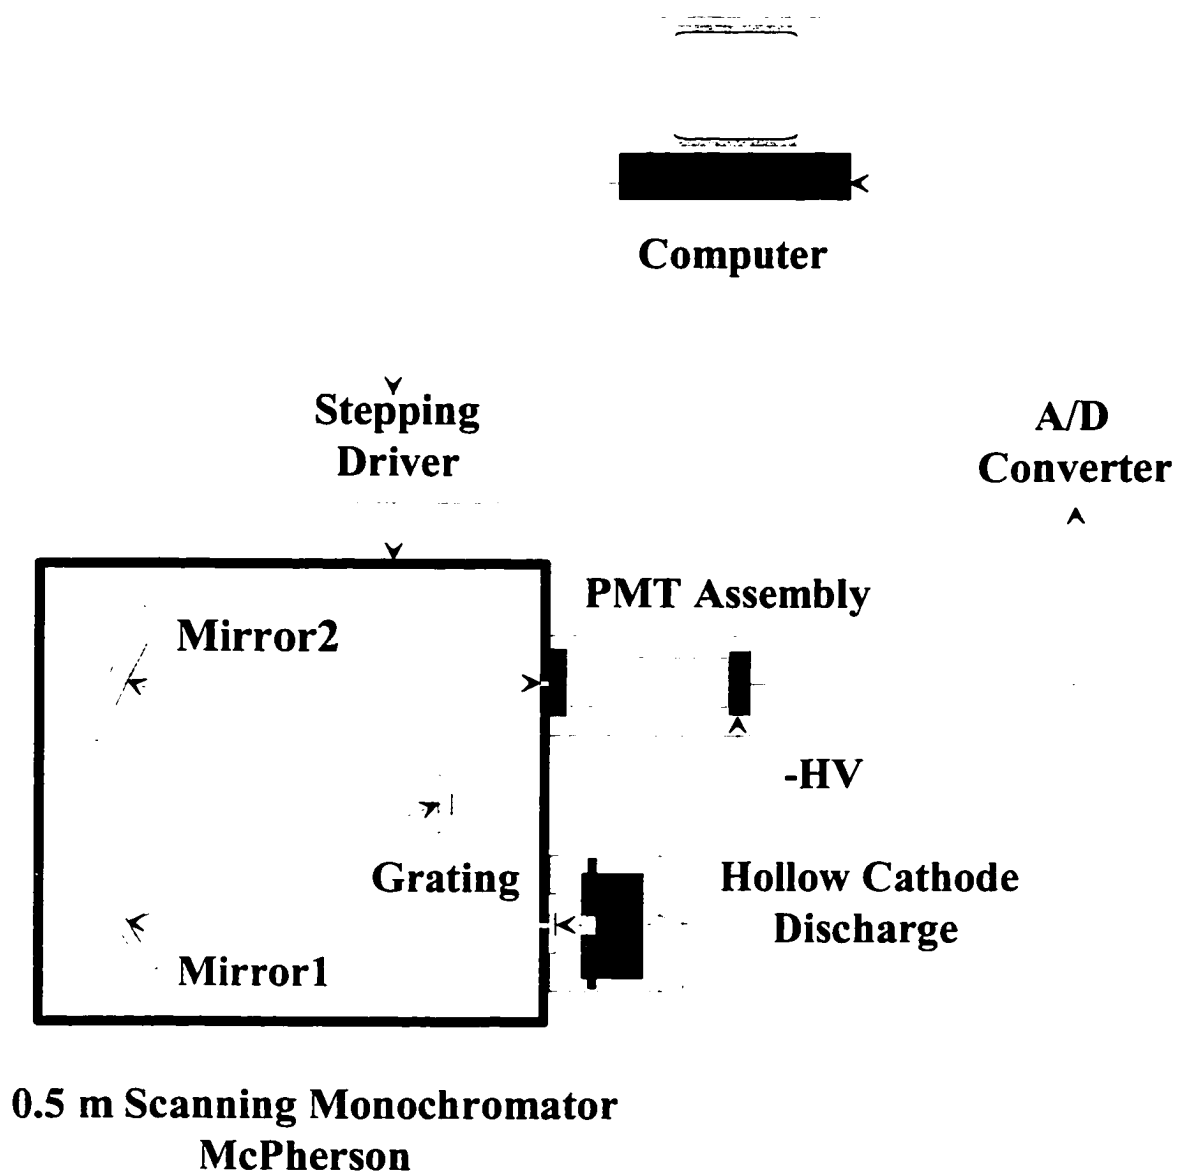 Computer
Stepping
Driver
A/D
Converter
PMT Assembly
Mirror2
-HV
Grating
Hollow Cathode
Discharge
Mirror1
0.5 m Scanning Monochromator
McPherson